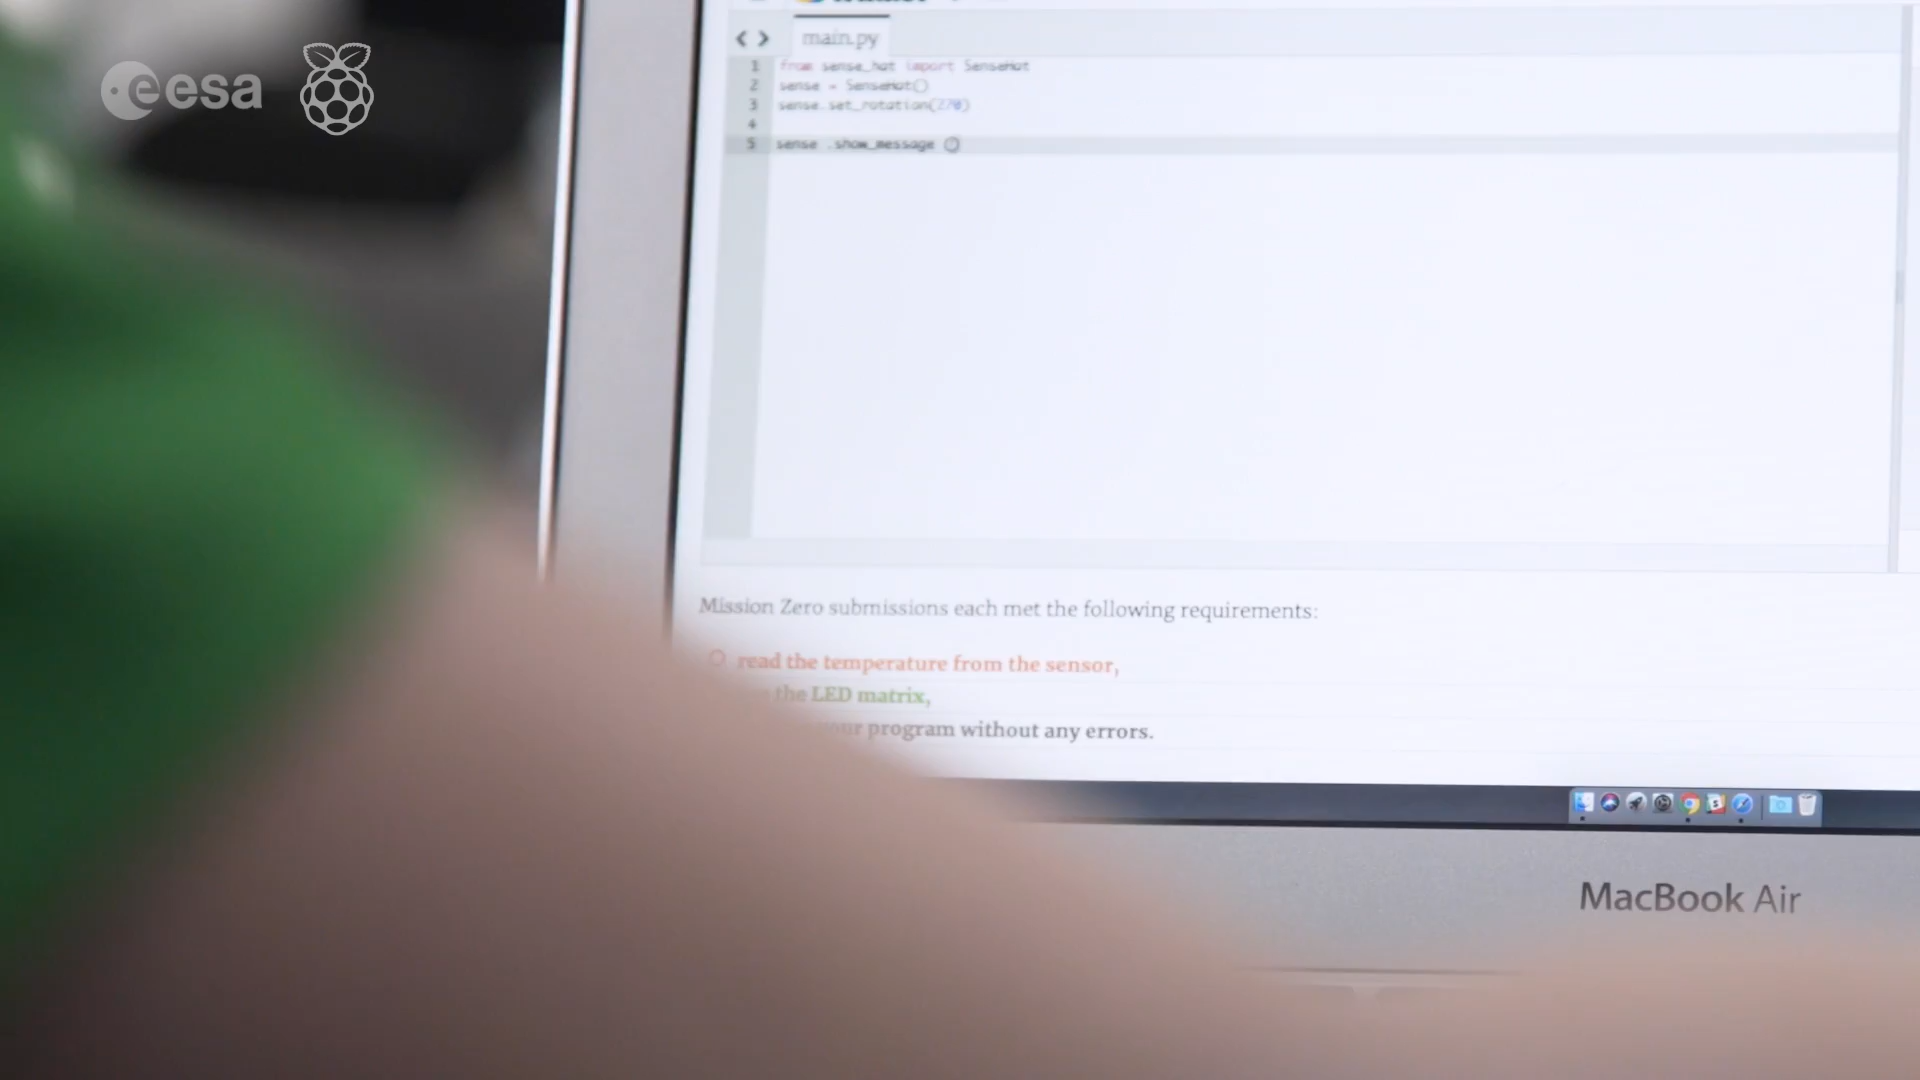 esa
main.py
1 from sense_hat import SenseHat
2 sense = SenseHat()
3 sense.set_rotation(270)
4
5 sense .show_message ()
Mission Zero submissions each met the following requirements:
read the temperature from the sensor,
the LED matrix,
your program without any errors.
MacBook Air